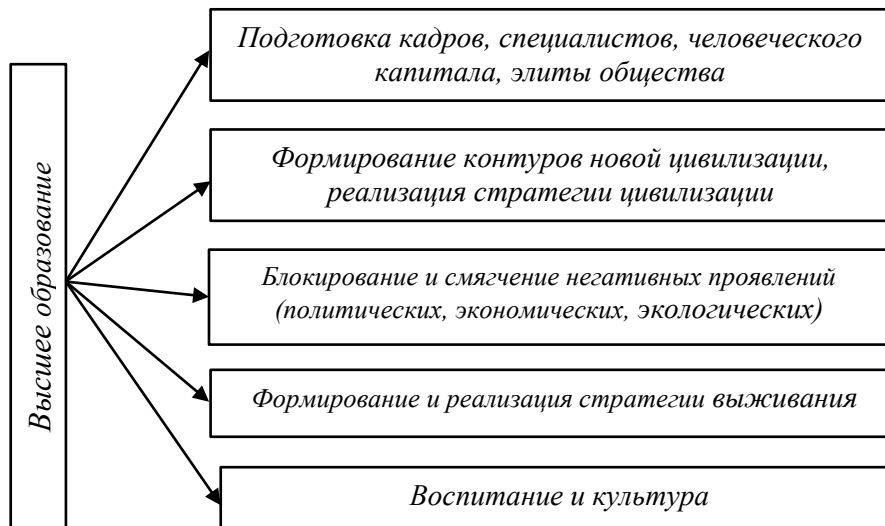 Высшее образование
Подготовка кадров, специалистов, человеческого
капитала, элиты общества
Формирование контуров новой цивилизации,
реализация стратегии цивилизации
Блокирование и смягчение негативных проявлений
(политических, экономических, экологических)
Формирование и реализация стратегии выживания
Воспитание и культура